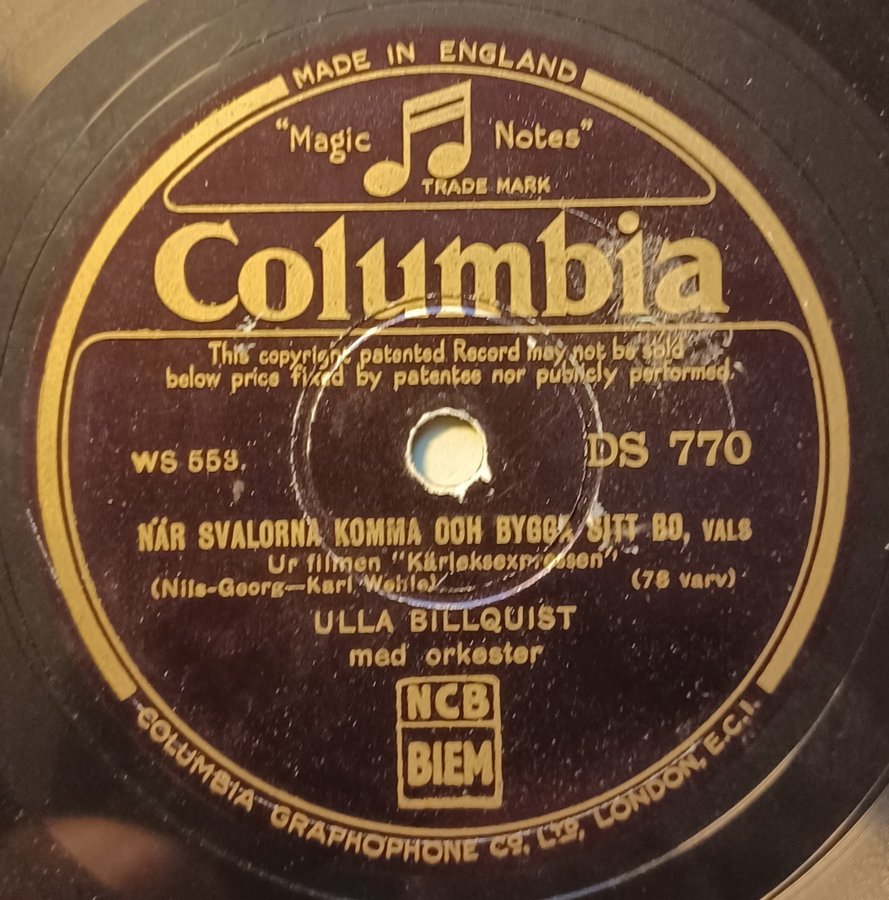 MADE IN ENGLAND
"Magic Notes"
TRADE MARK
Columbia
This copyright patented Record may not be sold
below price fixed by patentee nor publicly performed.
WS 553.
DS 770
NÄR SVALORNA KOMMA OCH BYGGA SITT BO, VALS
Ur filmen "Kärleksexpressen"
(Nils-Georg—Karl Wehle)
(78 varv)
ULLA BILLQUIST
med orkester
NCB
BIEM
COLUMBIA GRAPHOPHONE CO. LTD, LONDON, E.C.1.